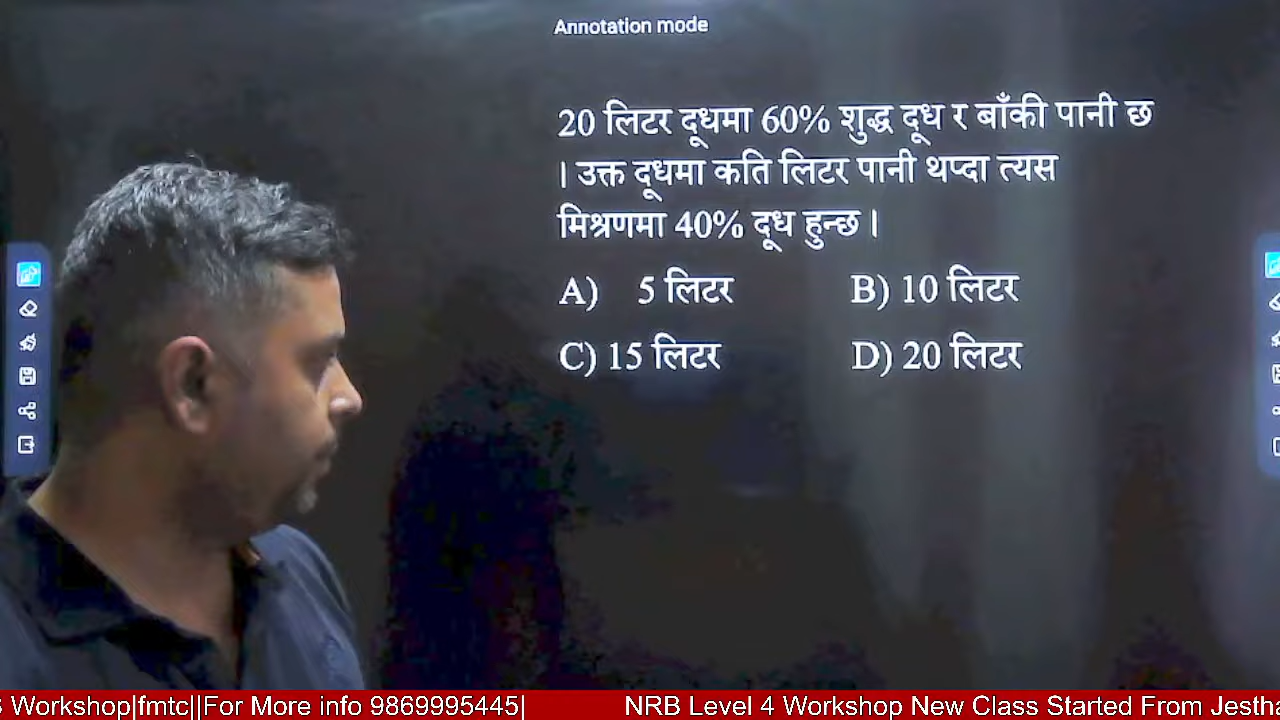 Annotation mode
20 लिटर दूधमा 60% शुद्ध दूध र बाँकी पानी छ
। उक्त दूधमा कति लिटर पानी थप्दा त्यस
मिश्रणमा 40% दूध हुन्छ ।
A) 5 लिटर B) 10 लिटर
C) 15 लिटर D) 20 लिटर
Workshop|fmtc||For More info 9869995445| NRB Level 4 Workshop New Class Started From